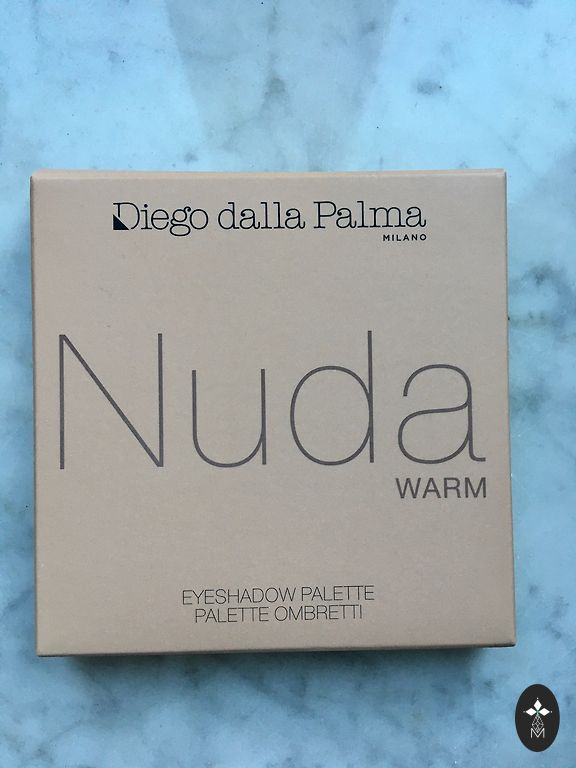 Diego dalla Palma
MILANO
Nuda
WARM
EYESHADOW PALETTE
PALETTE OMBRETTI
M